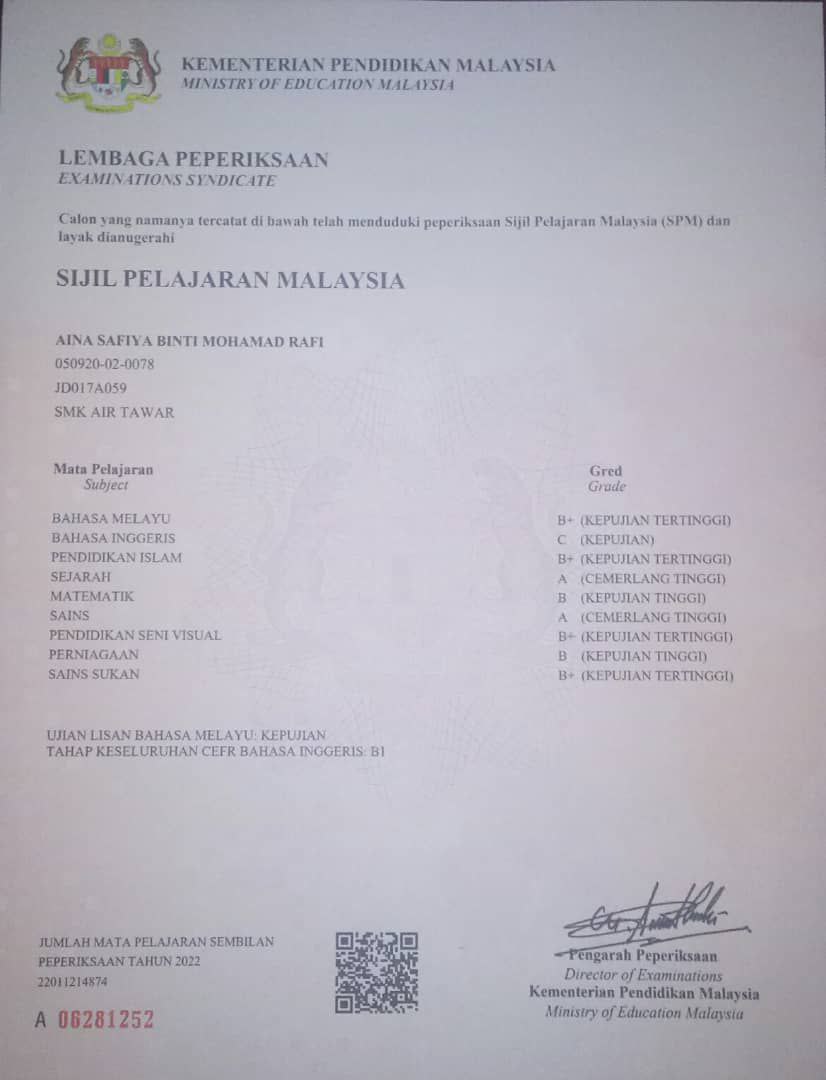 KEMENTERIAN PENDIDIKAN MALAYSIA
MINISTRY OF EDUCATION MALAYSIA
LEMBAGA PEPERIKSAAN
EXAMINATIONS SYNDICATE
Calon yang namanya tercatat di bawah telah menduduki peperiksaan Sijil Pelajaran Malaysia (SPM) dan
layak dianugerahi
SIJIL PELAJARAN MALAYSIA
AINA SAFIYA BINTI MOHAMAD RAFI
050920-02-0078
JD017A059
SMK AIR TAWAR
Mata Pelajaran Gred
Subject Grade
BAHASA MELAYU B+ (KEPUJIAN TERTINGGI)
BAHASA INGGERIS C (KEPUJIAN)
PENDIDIKAN ISLAM B+ (KEPUJIAN TERTINGGI)
SEJARAH A (CEMERLANG TINGGI)
MATEMATIK B (KEPUJIAN TINGGI)
SAINS A (CEMERLANG TINGGI)
PENDIDIKAN SENI VISUAL B+ (KEPUJIAN TERTINGGI)
PERNIAGAAN B (KEPUJIAN TINGGI)
SAINS SUKAN B+ (KEPUJIAN TERTINGGI)
UJIAN LISAN BAHASA MELAYU: KEPUJIAN
TAHAP KESELURUHAN CEFR BAHASA INGGERIS: B1
JUMLAH MATA PELAJARAN SEMBILAN
PEPERIKSAAN TAHUN 2022
22011214874
A 06281252
Pengarah Peperiksaan
Director of Examinations
Kementerian Pendidikan Malaysia
Ministry of Education Malaysia